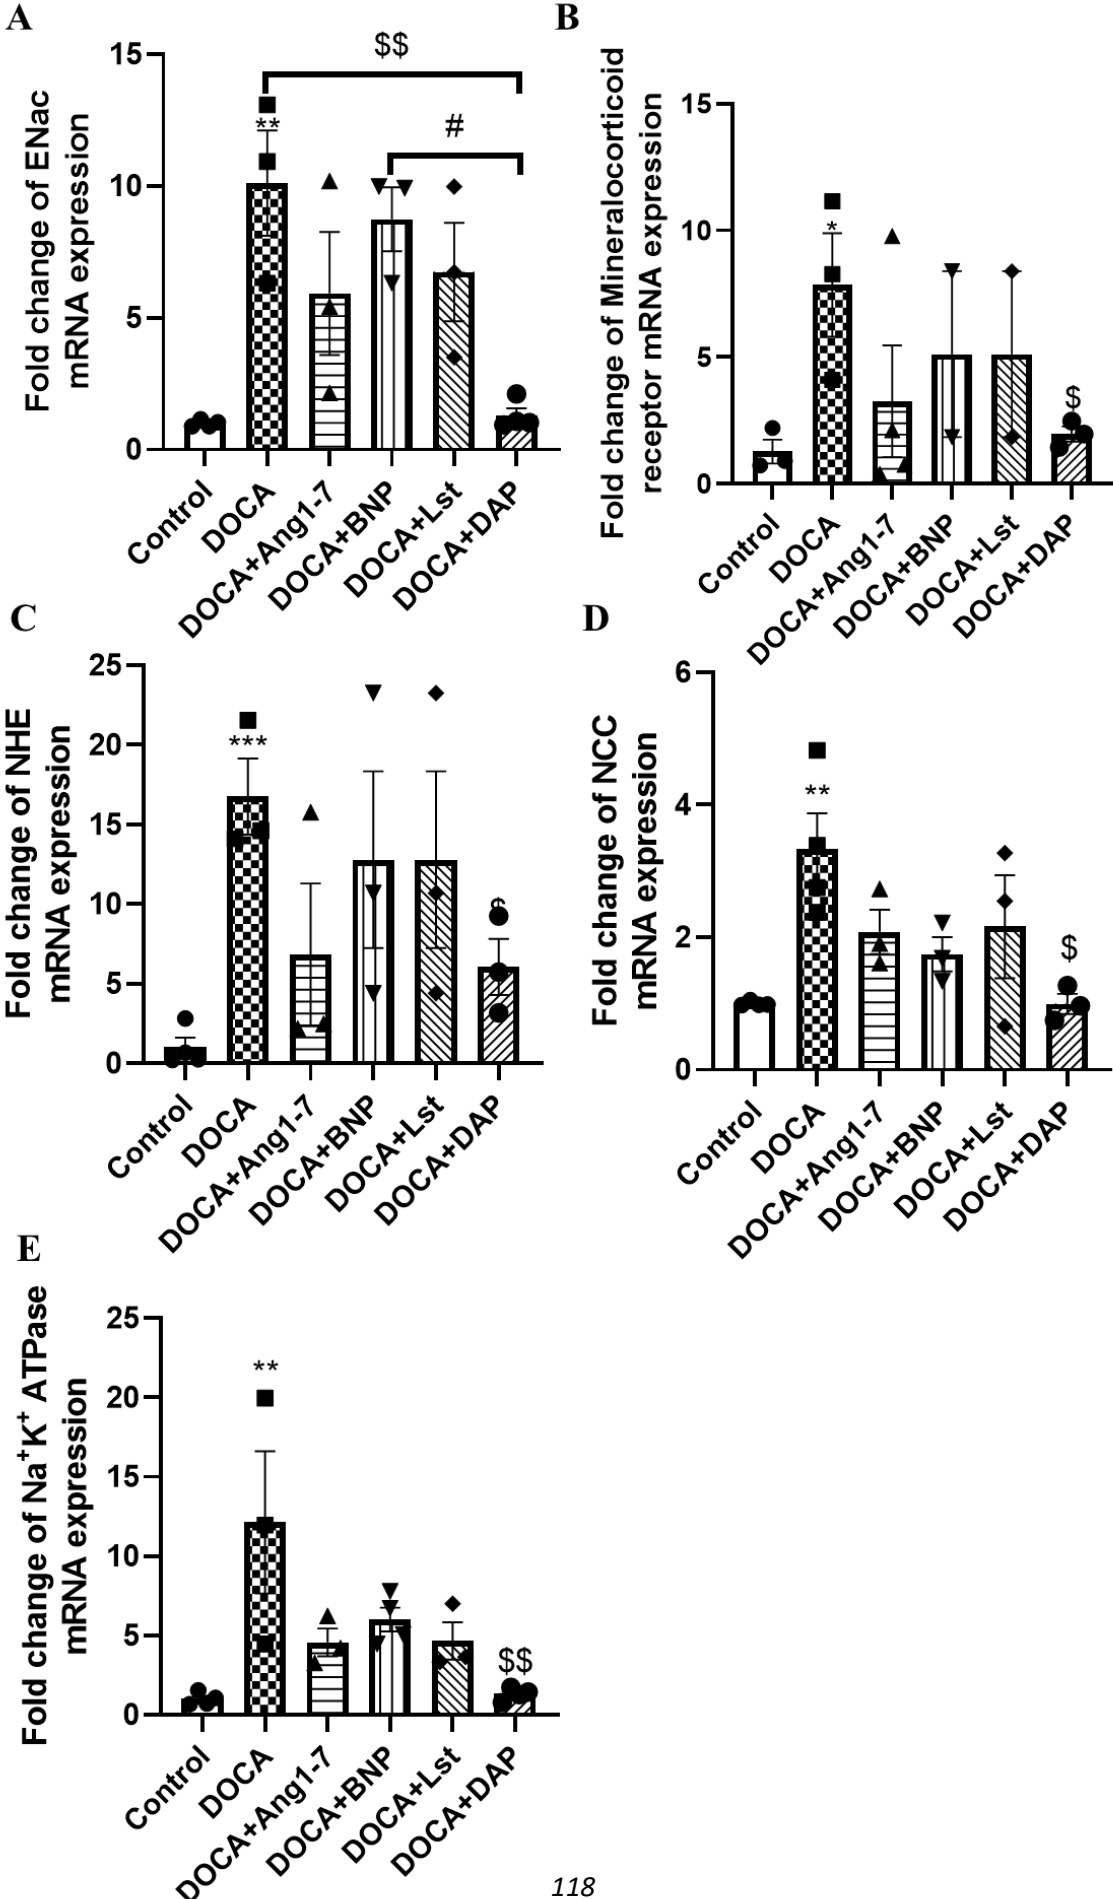 A
Fold change of ENac
mRNA expression
15
10
5
0
$$
#
**
Control
DOCA
DOCA+Ang1-7
DOCA+BNP
DOCA+Lst
DOCA+DAP
B
Fold change of Mineralocorticoid
receptor mRNA expression
15
10
5
0
*
$
Control
DOCA
DOCA+Ang1-7
DOCA+BNP
DOCA+Lst
DOCA+DAP
C
Fold change of NHE
mRNA expression
25
20
15
10
5
0
***
$
Control
DOCA
DOCA+Ang1-7
DOCA+BNP
DOCA+Lst
DOCA+DAP
D
Fold change of NCC
mRNA expression
6
4
2
0
**
$
Control
DOCA
DOCA+Ang1-7
DOCA+BNP
DOCA+Lst
DOCA+DAP
E
Fold change of Na⁺K⁺ ATPase
mRNA expression
25
20
15
10
5
0
**
$$
Control
DOCA
DOCA+Ang1-7
DOCA+BNP
DOCA+Lst
DOCA+DAP
118